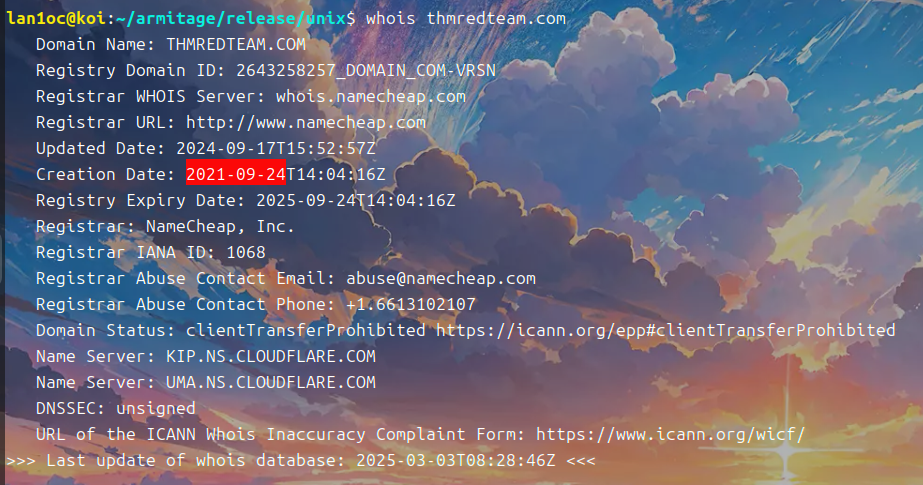 lan1oc@koi:~/armitage/release/unix$ whois thmredteam.com
Domain Name: THMREDTEAM.COM
Registry Domain ID: 2643258257_DOMAIN_COM-VRSN
Registrar WHOIS Server: whois.namecheap.com
Registrar URL: http://www.namecheap.com
Updated Date: 2024-09-17T15:52:57Z
Creation Date: 2021-09-24T14:04:16Z
Registry Expiry Date: 2025-09-24T14:04:16Z
Registrar: NameCheap, Inc.
Registrar IANA ID: 1068
Registrar Abuse Contact Email: abuse@namecheap.com
Registrar Abuse Contact Phone: +1.6613102107
Domain Status: clientTransferProhibited https://icann.org/epp#clientTransferProhibited
Name Server: KIP.NS.CLOUDFLARE.COM
Name Server: UMA.NS.CLOUDFLARE.COM
DNSSEC: unsigned
URL of the ICANN Whois Inaccuracy Complaint Form: https://www.icann.org/wicf/
>>> Last update of whois database: 2025-03-03T08:28:46Z <<<